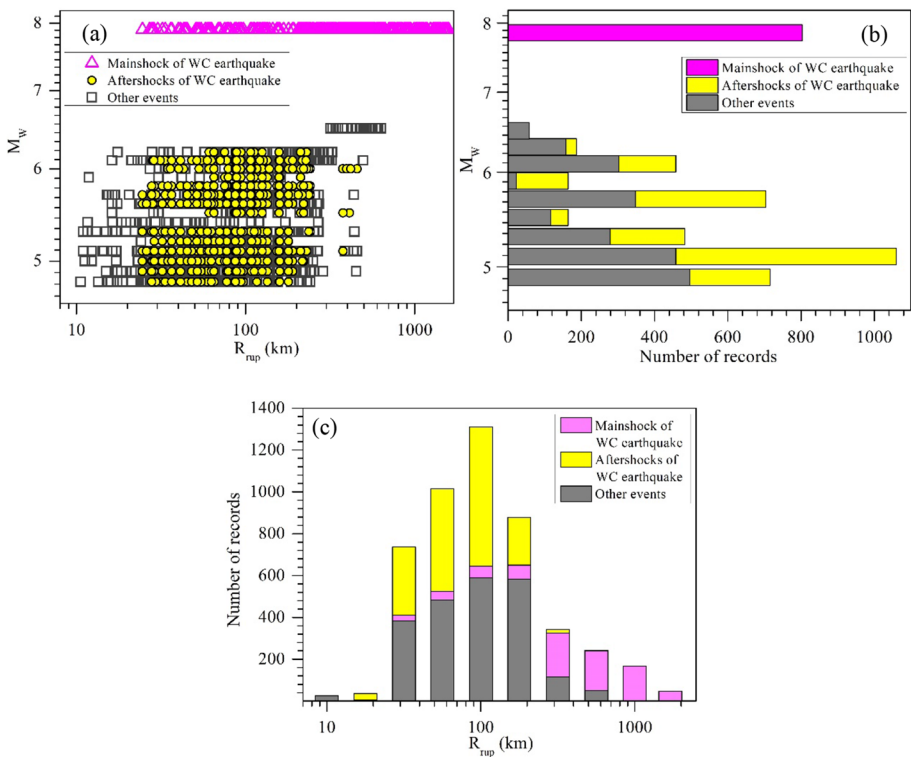 (a)
8
7
6
5
M_W
10
100
1000
R_rup (km)
Mainshock of WC earthquake
Aftershocks of WC earthquake
Other events
(b)
8
7
6
5
M_W
0
200
400
600
800
1000
Number of records
Mainshock of WC earthquake
Aftershocks of WC earthquake
Other events
(c)
1400
1200
1000
800
600
400
200
Number of records
10
100
1000
R_rup (km)
Mainshock of
WC earthquake
Aftershocks of
WC earthquake
Other events